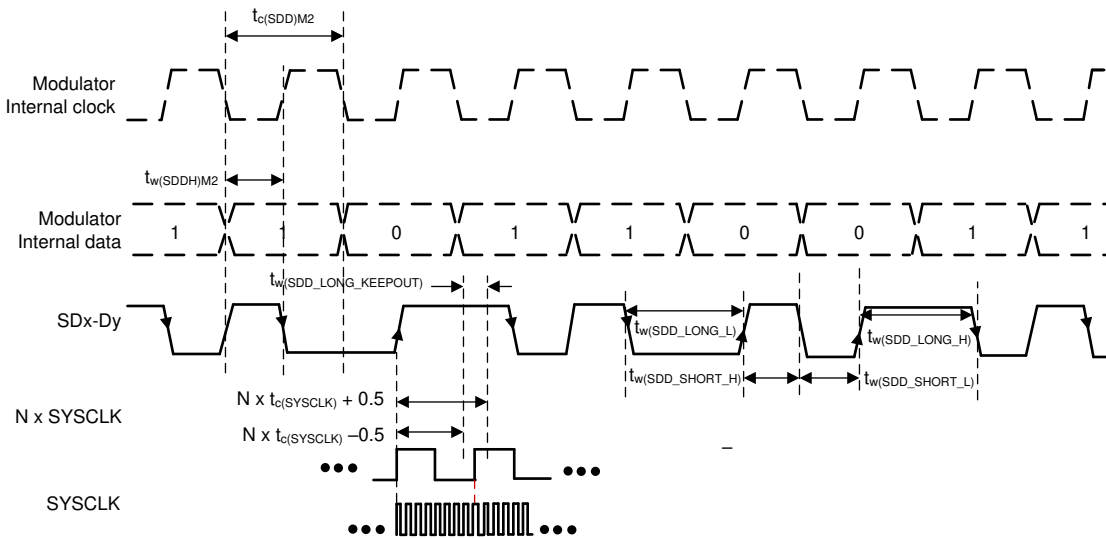 tc(SDD)M2
Modulator
Internal clock
tw(SDDH)M2
Modulator
Internal data
1 1 0 1 1 0 0 1 1
tw(SDD_LONG_KEEPOUT)
SDx-Dy
tw(SDD_LONG_L)
tw(SDD_LONG_H)
tw(SDD_SHORT_H)
tw(SDD_SHORT_L)
N x tc(SYSCLK) + 0.5
N x SYSCLK
N x tc(SYSCLK) –0.5
–
SYSCLK